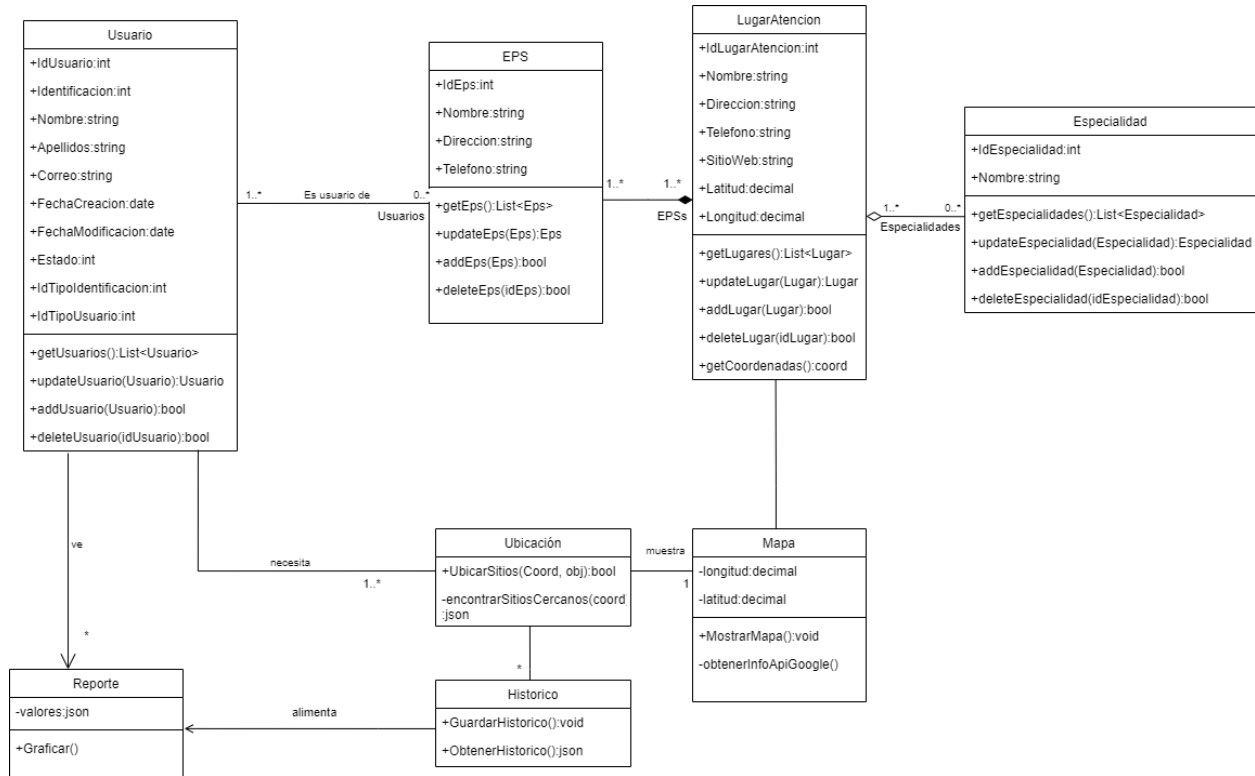 Usuario
+IdUsuario:int
+Identificacion:int
+Nombre:string
+Apellidos:string
+Correo:string
+FechaCreacion:date
+FechaModificacion:date
+Estado:int
+IdTipoIdentificacion:int
+IdTipoUsuario:int
+getUsuarios():List<Usuario>
+updateUsuario(Usuario):Usuario
+addUsuario(Usuario):bool
+deleteUsuario(idUsuario):bool
1..*
Es usuario de
0..*
Usuarios
EPS
+IdEps:int
+Nombre:string
+Direccion:string
+Telefono:string
+getEps():List<Eps>
+updateEps(Eps):Eps
+addEps(Eps):bool
+deleteEps(idEps):bool
1..*
1..*
EPSs
LugarAtencion
+IdLugarAtencion:int
+Nombre:string
+Direccion:string
+Telefono:string
+SitioWeb:string
+Latitud:decimal
+Longitud:decimal
+getLugares():List<Lugar>
+updateLugar(Lugar):Lugar
+addLugar(Lugar):bool
+deleteLugar(idLugar):bool
+getCoordenadas():coord
1..*
0..*
Especialidades
Especialidad
+IdEspecialidad:int
+Nombre:string
+getEspecialidades():List<Especialidad>
+updateEspecialidad(Especialidad):Especialidad
+addEspecialidad(Especialidad):bool
+deleteEspecialidad(idEspecialidad):bool
ve
*
necesita
1..*
Ubicación
+UbicarSitios(Coord, obj):bool
-encontrarSitiosCercanos(coord)
:json
muestra
1
Mapa
-longitud:decimal
-latitud:decimal
+MostrarMapa():void
-obtenerInfoApiGoogle()
*
Reporte
-valores:json
+Graficar()
alimenta
Historico
+GuardarHistorico():void
+ObtenerHistorico():json